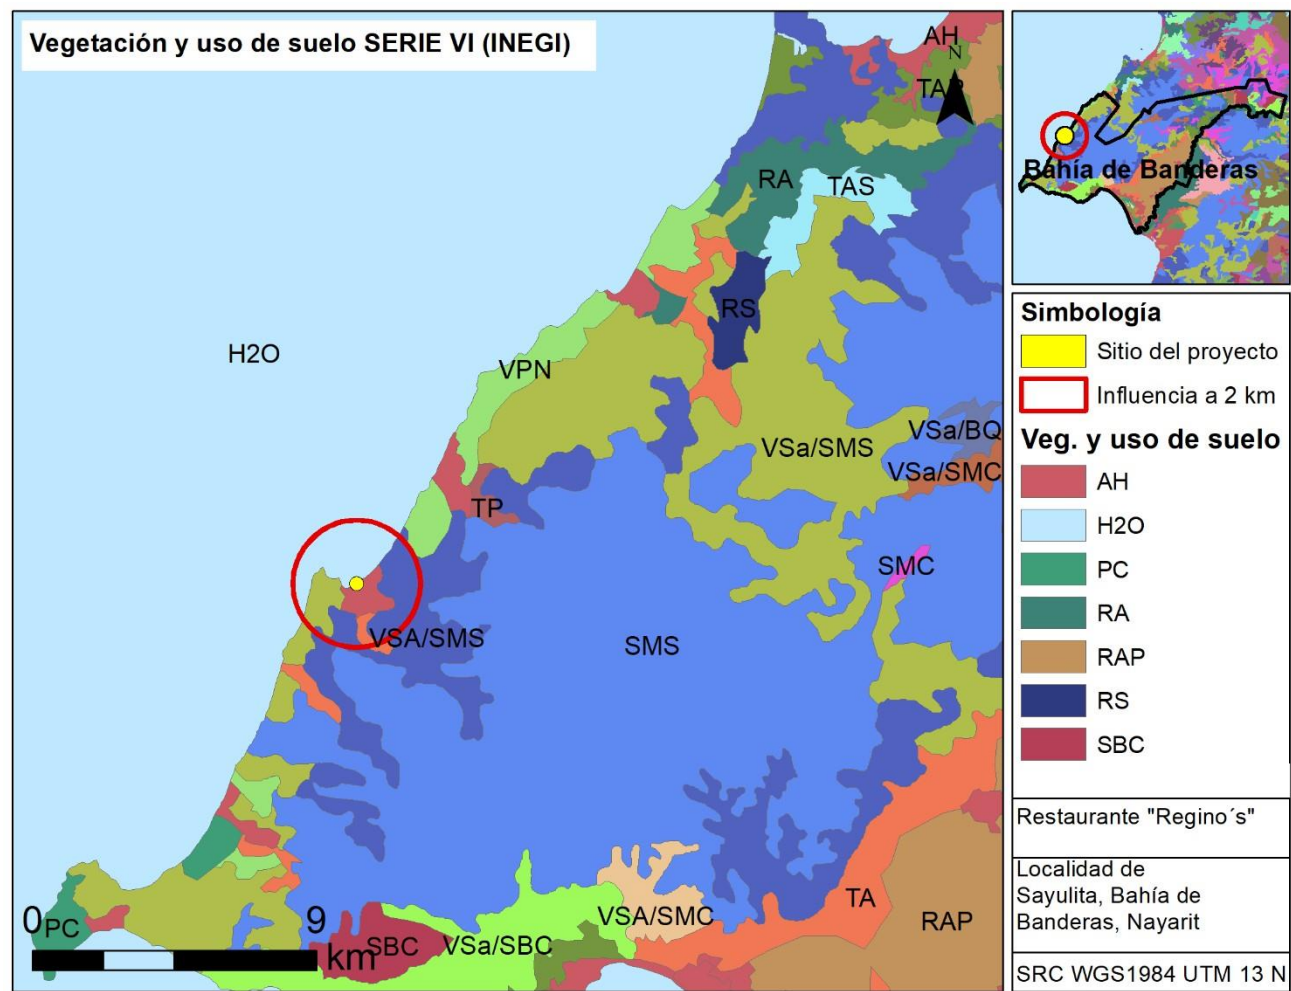 Vegetación y uso de suelo SERIE VI (INEGI)
AH
N
TAP
RA
TAS
RS
H2O
VPN
VSa/SMS
VSa/BQ
VSa/SMC
TP
SMC
VSA/SMS
SMS
VSA/SMC
TA
RAP
PC
SBC
VSa/SBC
0
9
km
Bahía de Banderas
Simbología
Sitio del proyecto
Influencia a 2 km
Veg. y uso de suelo
AH
H2O
PC
RA
RAP
RS
SBC
Restaurante "Regino´s"
Localidad de
Sayulita, Bahía de
Banderas, Nayarit
SRC WGS1984 UTM 13 N